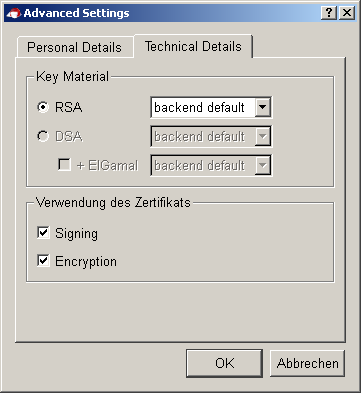 Advanced Settings
Personal Details Technical Details
Key Material
RSA backend default
DSA backend default
+ ElGamal backend default
Verwendung des Zertifikats
Signing
Encryption
OK Abbrechen